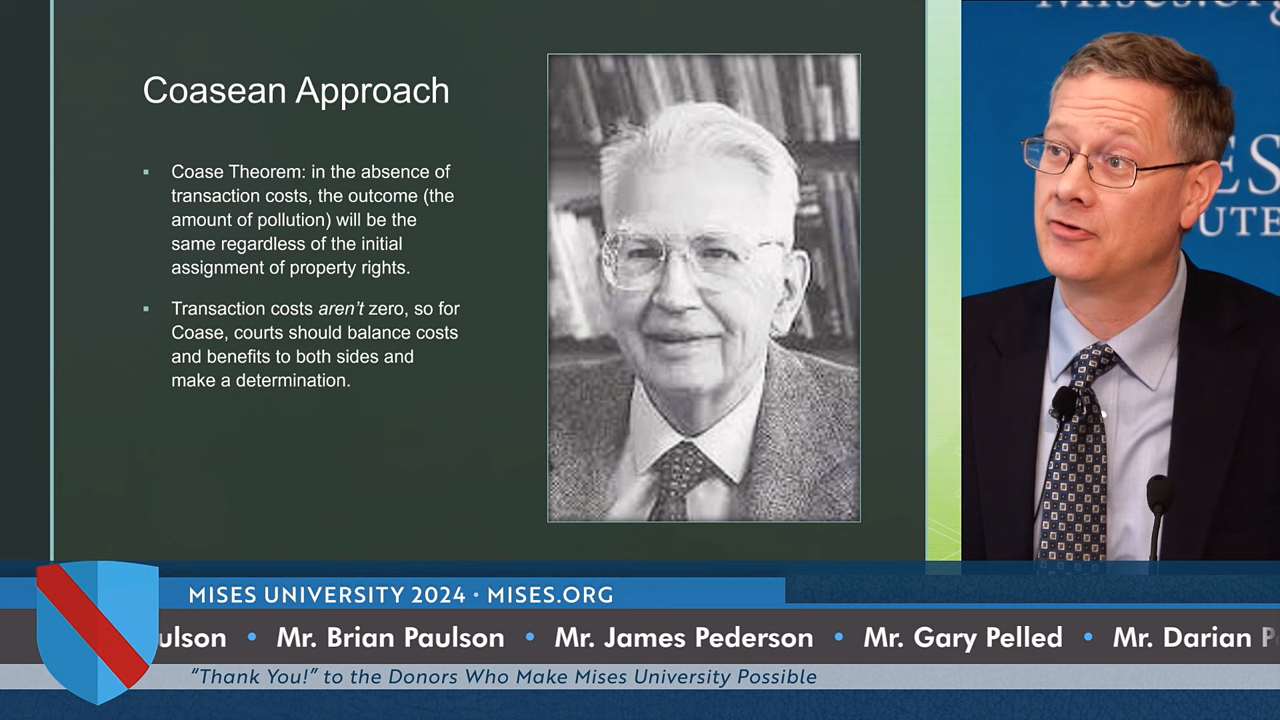 Coasean Approach
Coase Theorem: in the absence of
transaction costs, the outcome (the
amount of pollution) will be the
same regardless of the initial
assignment of property rights.
Transaction costs aren't zero, so for
Coase, courts should balance costs
and benefits to both sides and
make a determination.
MISES UNIVERSITY 2024 • MISES.ORG
ulson • Mr. Brian Paulson • Mr. James Pederson • Mr. Gary Pelled • Mr. Darian P
"Thank You!" to the Donors Who Make Mises University Possible